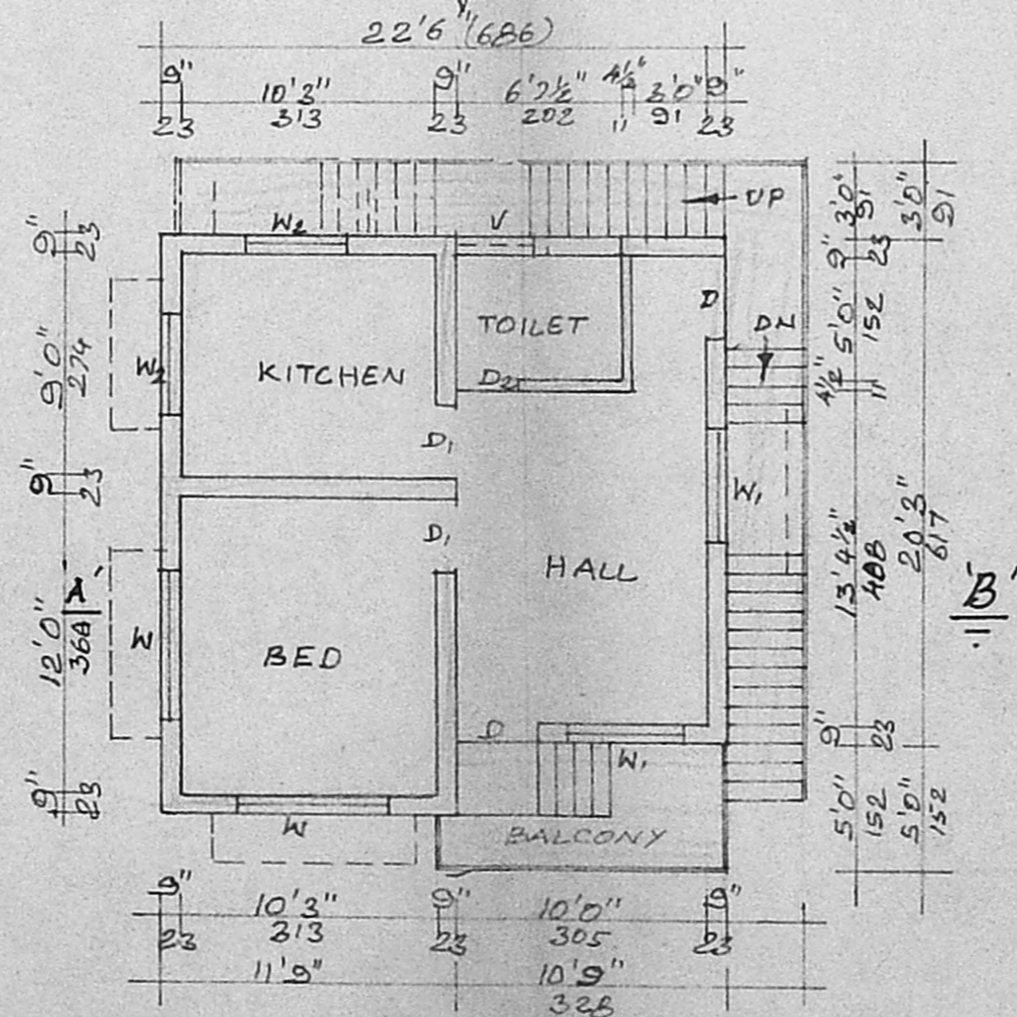 22'6" (686)
9" 10'3" 9" 6'7½" 4½" 3'0" 9"
23 313 23 202 11 91 23
UP
W2 V
9"
23
9'0"
274
9"
23
12'0"
9"
23
3'0"
91
9"
23
5'0"
152
4½"
11
13'4½"
9"
23
5'0"
152
3'0"
91
20'3"
617
5'0"
152
D
TOILET
DN
W2
KITCHEN
D2
D1
W1
D1
HALL
'A'
'B'
W
BED
D
W1
W
BALCONY
9" 10'3" 9" 10'0" 9"
23 313 23 305 23
11'9" 10'9"
328